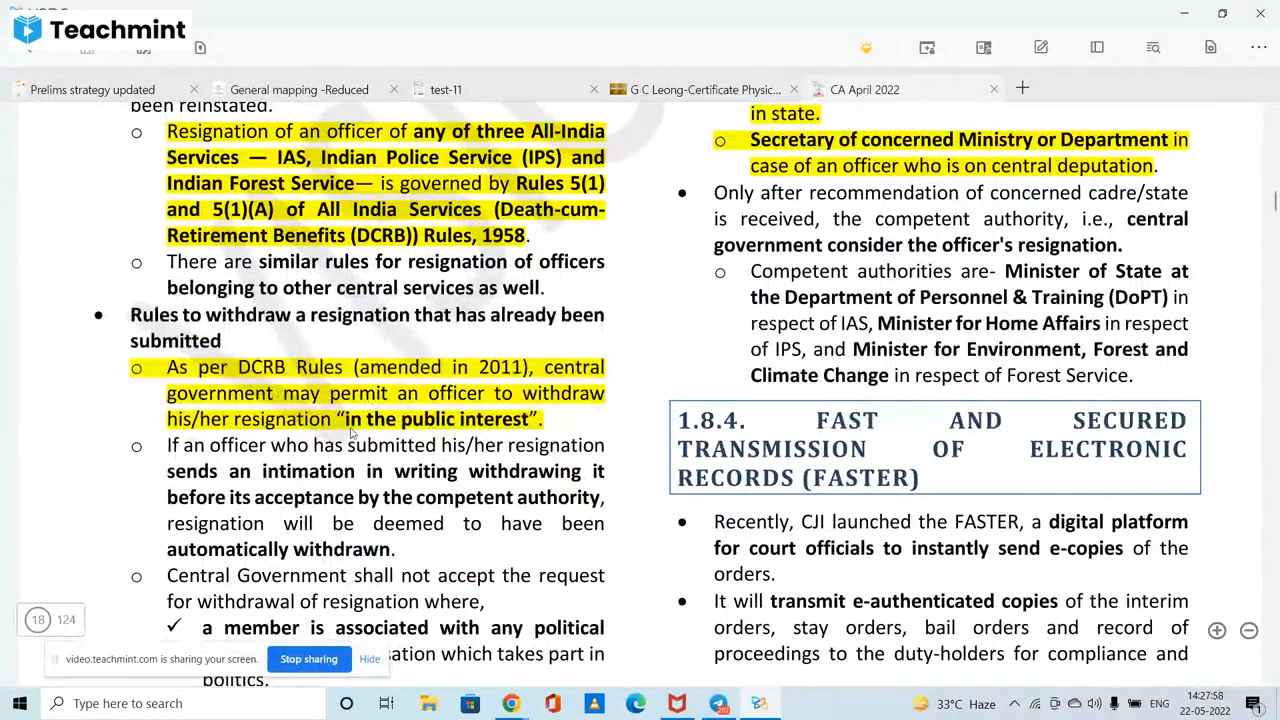 Teachmint
Prelims strategy updated
General mapping -Reduced
test-11
G C Leong-Certificate Physic...
CA April 2022
been reinstated.
o Resignation of an officer of any of three All-India
Services — IAS, Indian Police Service (IPS) and
Indian Forest Service— is governed by Rules 5(1)
and 5(1)(A) of All India Services (Death-cum-
Retirement Benefits (DCRB)) Rules, 1958.
o There are similar rules for resignation of officers
belonging to other central services as well.
• Rules to withdraw a resignation that has already been
submitted
o As per DCRB Rules (amended in 2011), central
government may permit an officer to withdraw
his/her resignation “in the public interest”.
o If an officer who has submitted his/her resignation
sends an intimation in writing withdrawing it
before its acceptance by the competent authority,
resignation will be deemed to have been
automatically withdrawn.
o Central Government shall not accept the request
for withdrawal of resignation where,
✓ a member is associated with any political
sation which takes part in
politics.
in state.
o Secretary of concerned Ministry or Department in
case of an officer who is on central deputation.
• Only after recommendation of concerned cadre/state
is received, the competent authority, i.e., central
government consider the officer's resignation.
o Competent authorities are- Minister of State at
the Department of Personnel & Training (DoPT) in
respect of IAS, Minister for Home Affairs in respect
of IPS, and Minister for Environment, Forest and
Climate Change in respect of Forest Service.
1.8.4. FAST AND SECURED
TRANSMISSION OF ELECTRONIC
RECORDS (FASTER)
• Recently, CJI launched the FASTER, a digital platform
for court officials to instantly send e-copies of the
orders.
• It will transmit e-authenticated copies of the interim
orders, stay orders, bail orders and record of
proceedings to the duty-holders for compliance and
18 124
video.teachmint.com is sharing your screen.
Stop sharing
Hide
Type here to search
33°C Haze
ENG
14:27:58
22-05-2022